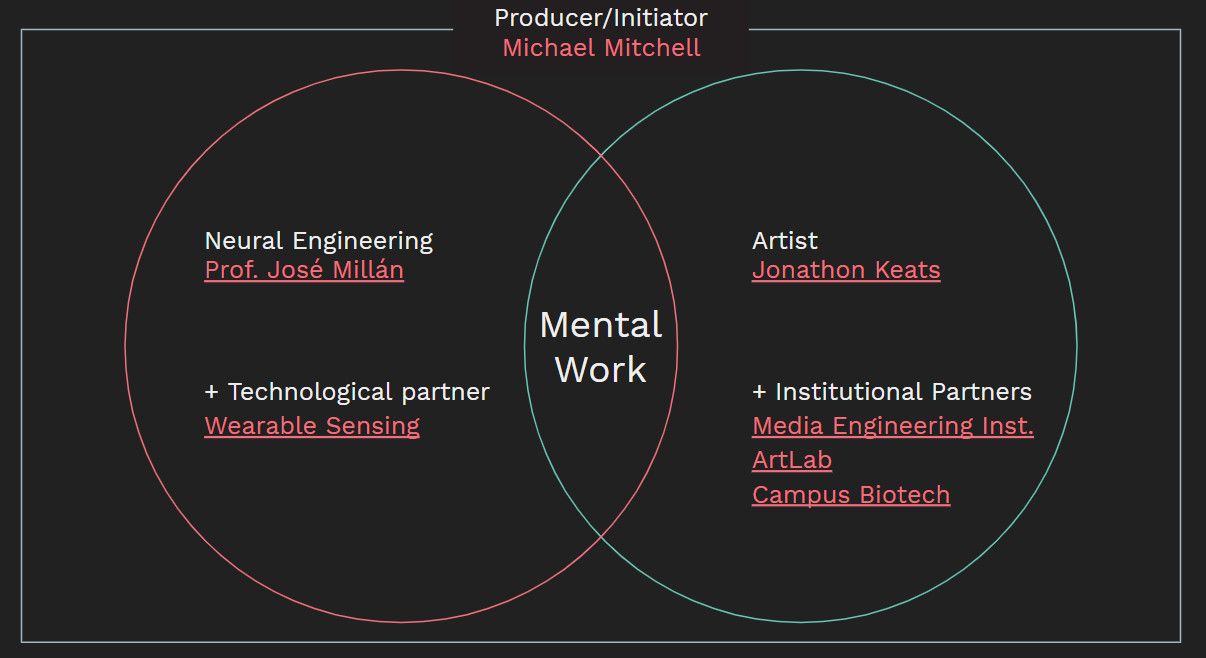 Producer/Initiator
Michael Mitchell
Neural Engineering
Prof. José Millán
+ Technological partner
Wearable Sensing
Mental
Work
Artist
Jonathon Keats
+ Institutional Partners
Media Engineering Inst.
ArtLab
Campus Biotech